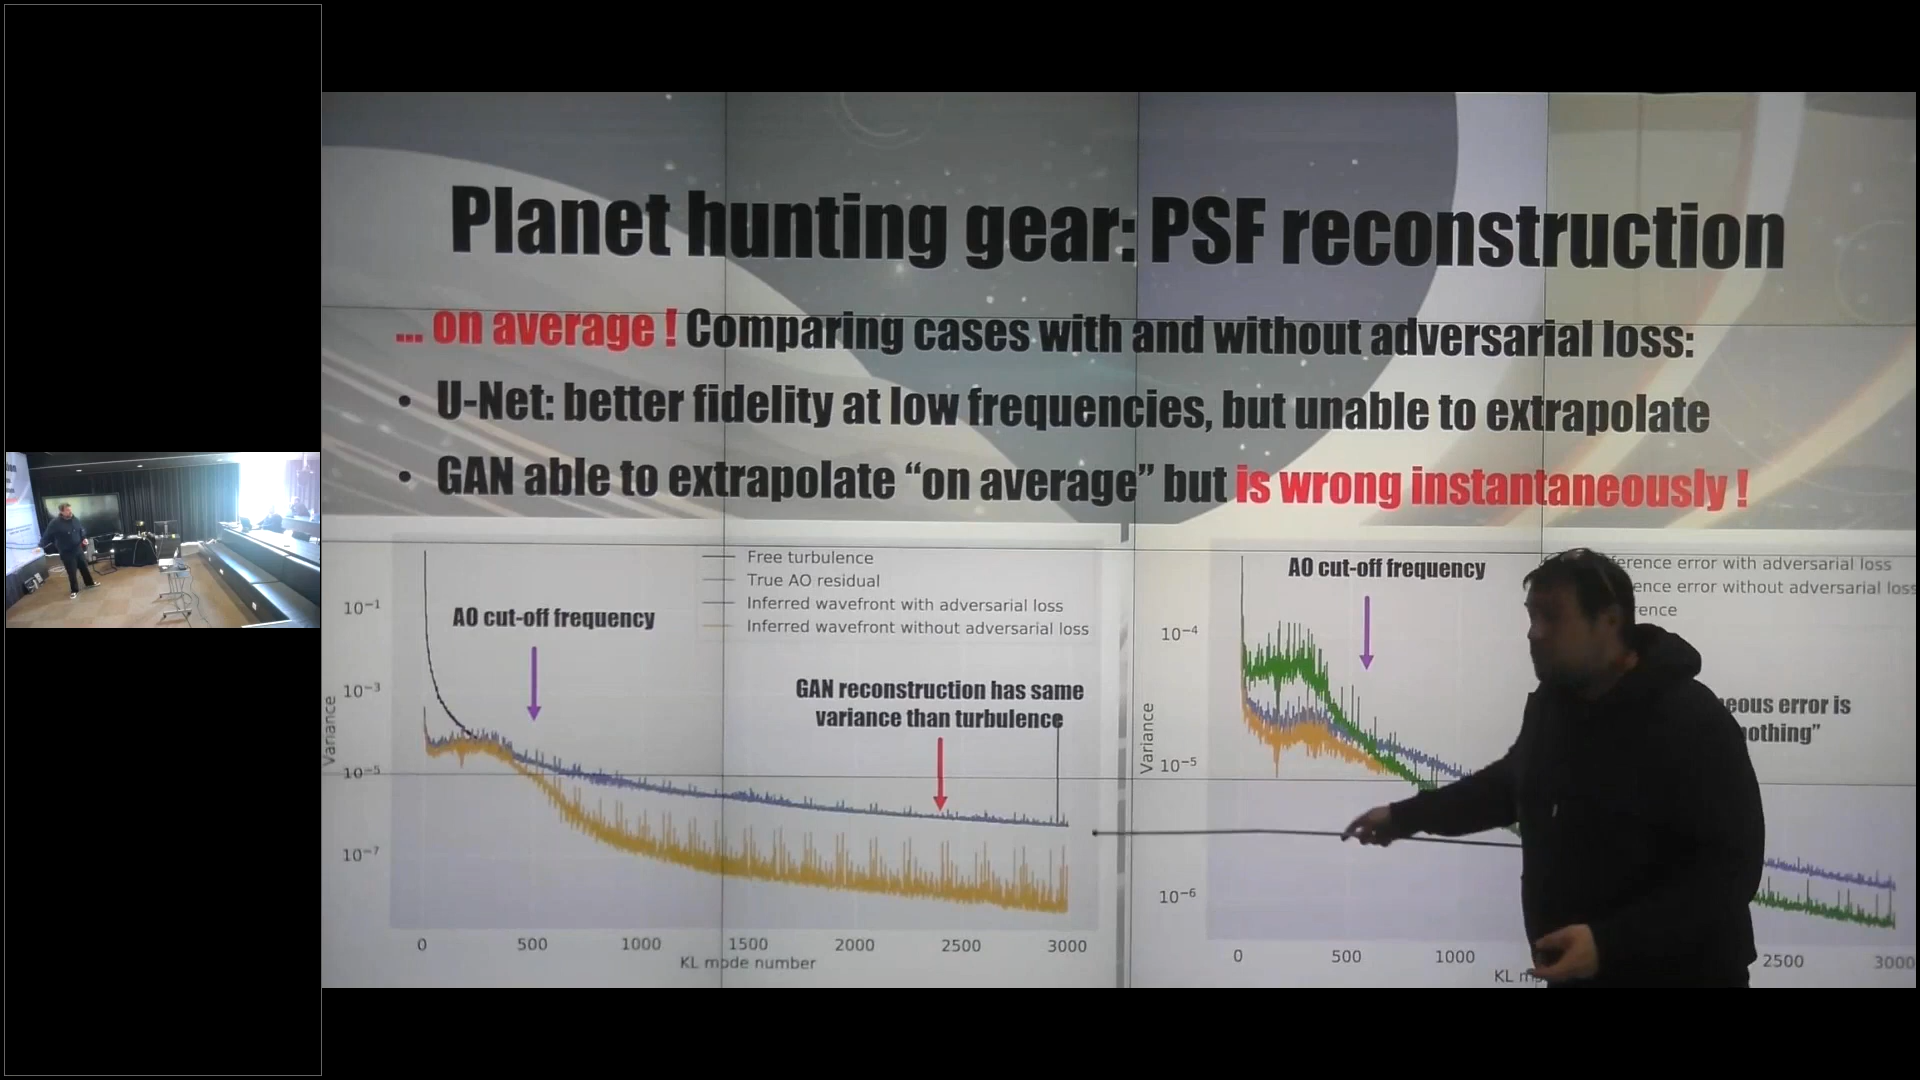 Planet hunting gear: PSF reconstruction
... on average ! Comparing cases with and without adversarial loss:
• U-Net: better fidelity at low frequencies, but unable to extrapolate
• GAN able to extrapolate “on average” but is wrong instantaneously !
Free turbulence
True AO residual
Inferred wavefront with adversarial loss
Inferred wavefront without adversarial loss
AO cut-off frequency
GAN reconstruction has same
variance than turbulence
Variance
10⁻¹
10⁻³
10⁻⁵
10⁻⁷
0 500 1000 1500 2000 2500 3000
KL mode number
error with adversarial loss
error without adversarial loss
AO cut-off frequency
error is
Variance
10⁻⁴
10⁻⁵
10⁻⁶
0 500 1000 2500 3000
KL